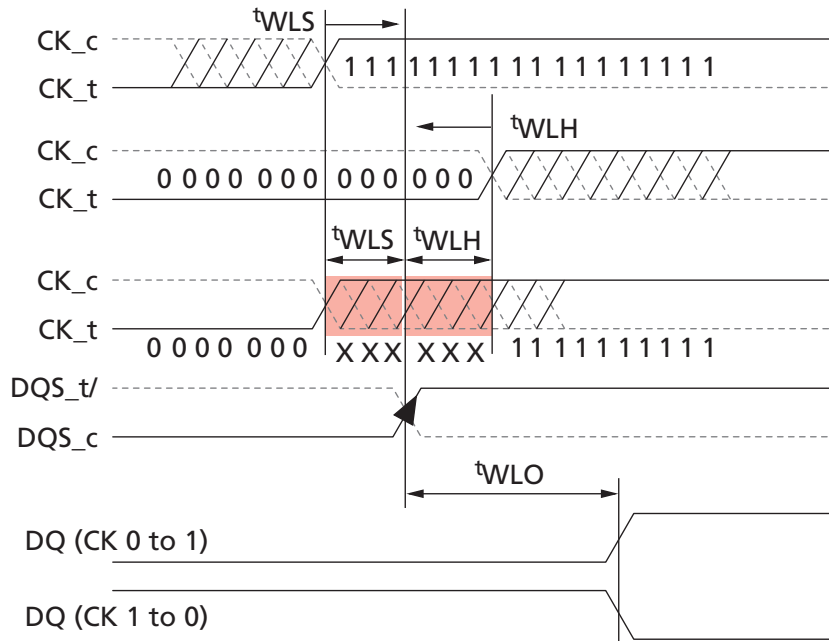 tWLS
CK_c
1 1 1 1 1 1 1 1 1 1 1 1 1 1 1 1 1
CK_t
tWLH
CK_c
0 0 0 0 0 0 0 0 0 0 0 0 0
CK_t
tWLS tWLH
CK_c
CK_t
0 0 0 0 0 0 0 X X X X X X 1 1 1 1 1 1 1 1 1 1
DQS_t/
DQS_c
tWLO
DQ (CK 0 to 1)
DQ (CK 1 to 0)